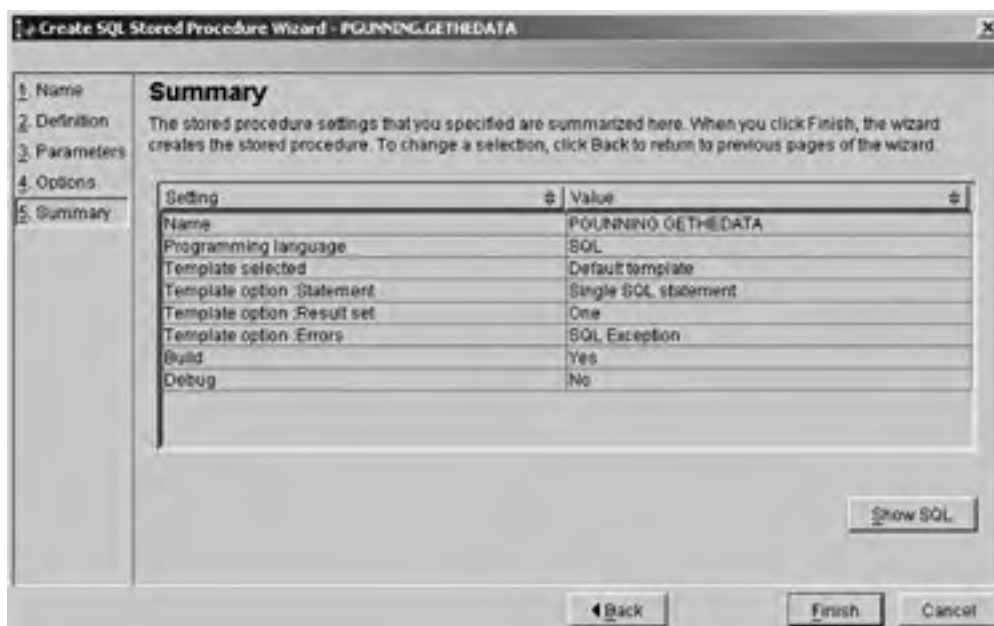 Create SQL Stored Procedure Wizard - PGUNNING.GETHEDATA
1. Name
2. Definition
3. Parameters
4. Options
5. Summary
Summary
The stored procedure settings that you specified are summarized here. When you click Finish, the wizard
creates the stored procedure. To change a selection, click Back to return to previous pages of the wizard.
Setting Value
Name PGUNNING.GETHEDATA
Programming language SQL
Template selected Default template
Template option :Statement Single SQL statement
Template option :Result set One
Template option :Errors SQL Exception
Build Yes
Debug No
Show SQL
Back Finish Cancel